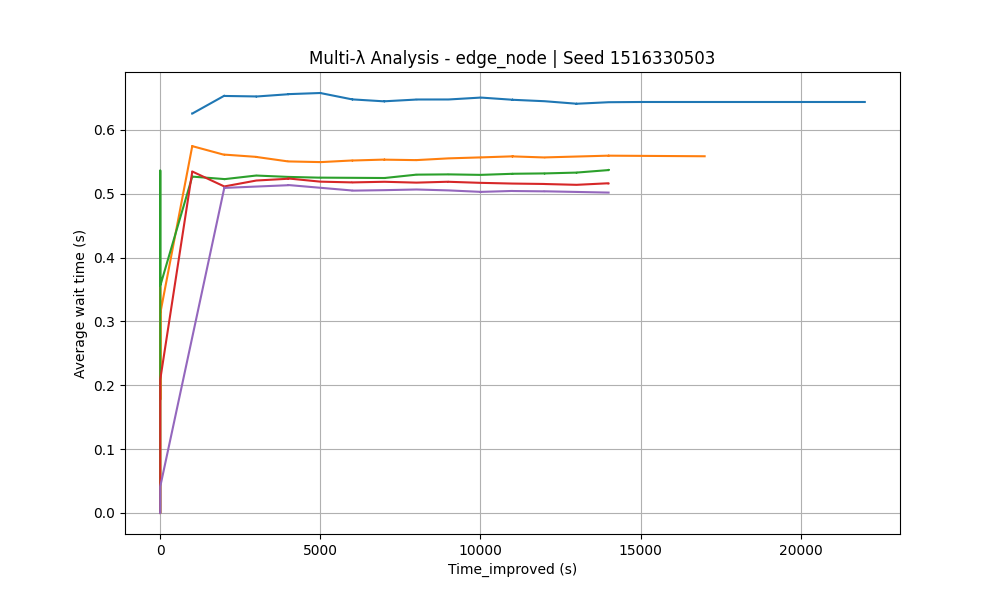 Multi-λ Analysis - edge_node | Seed 1516330503
Average wait time (s)
0.6
0.5
0.4
0.3
0.2
0.1
0.0
0 5000 10000 15000 20000
Time_improved (s)